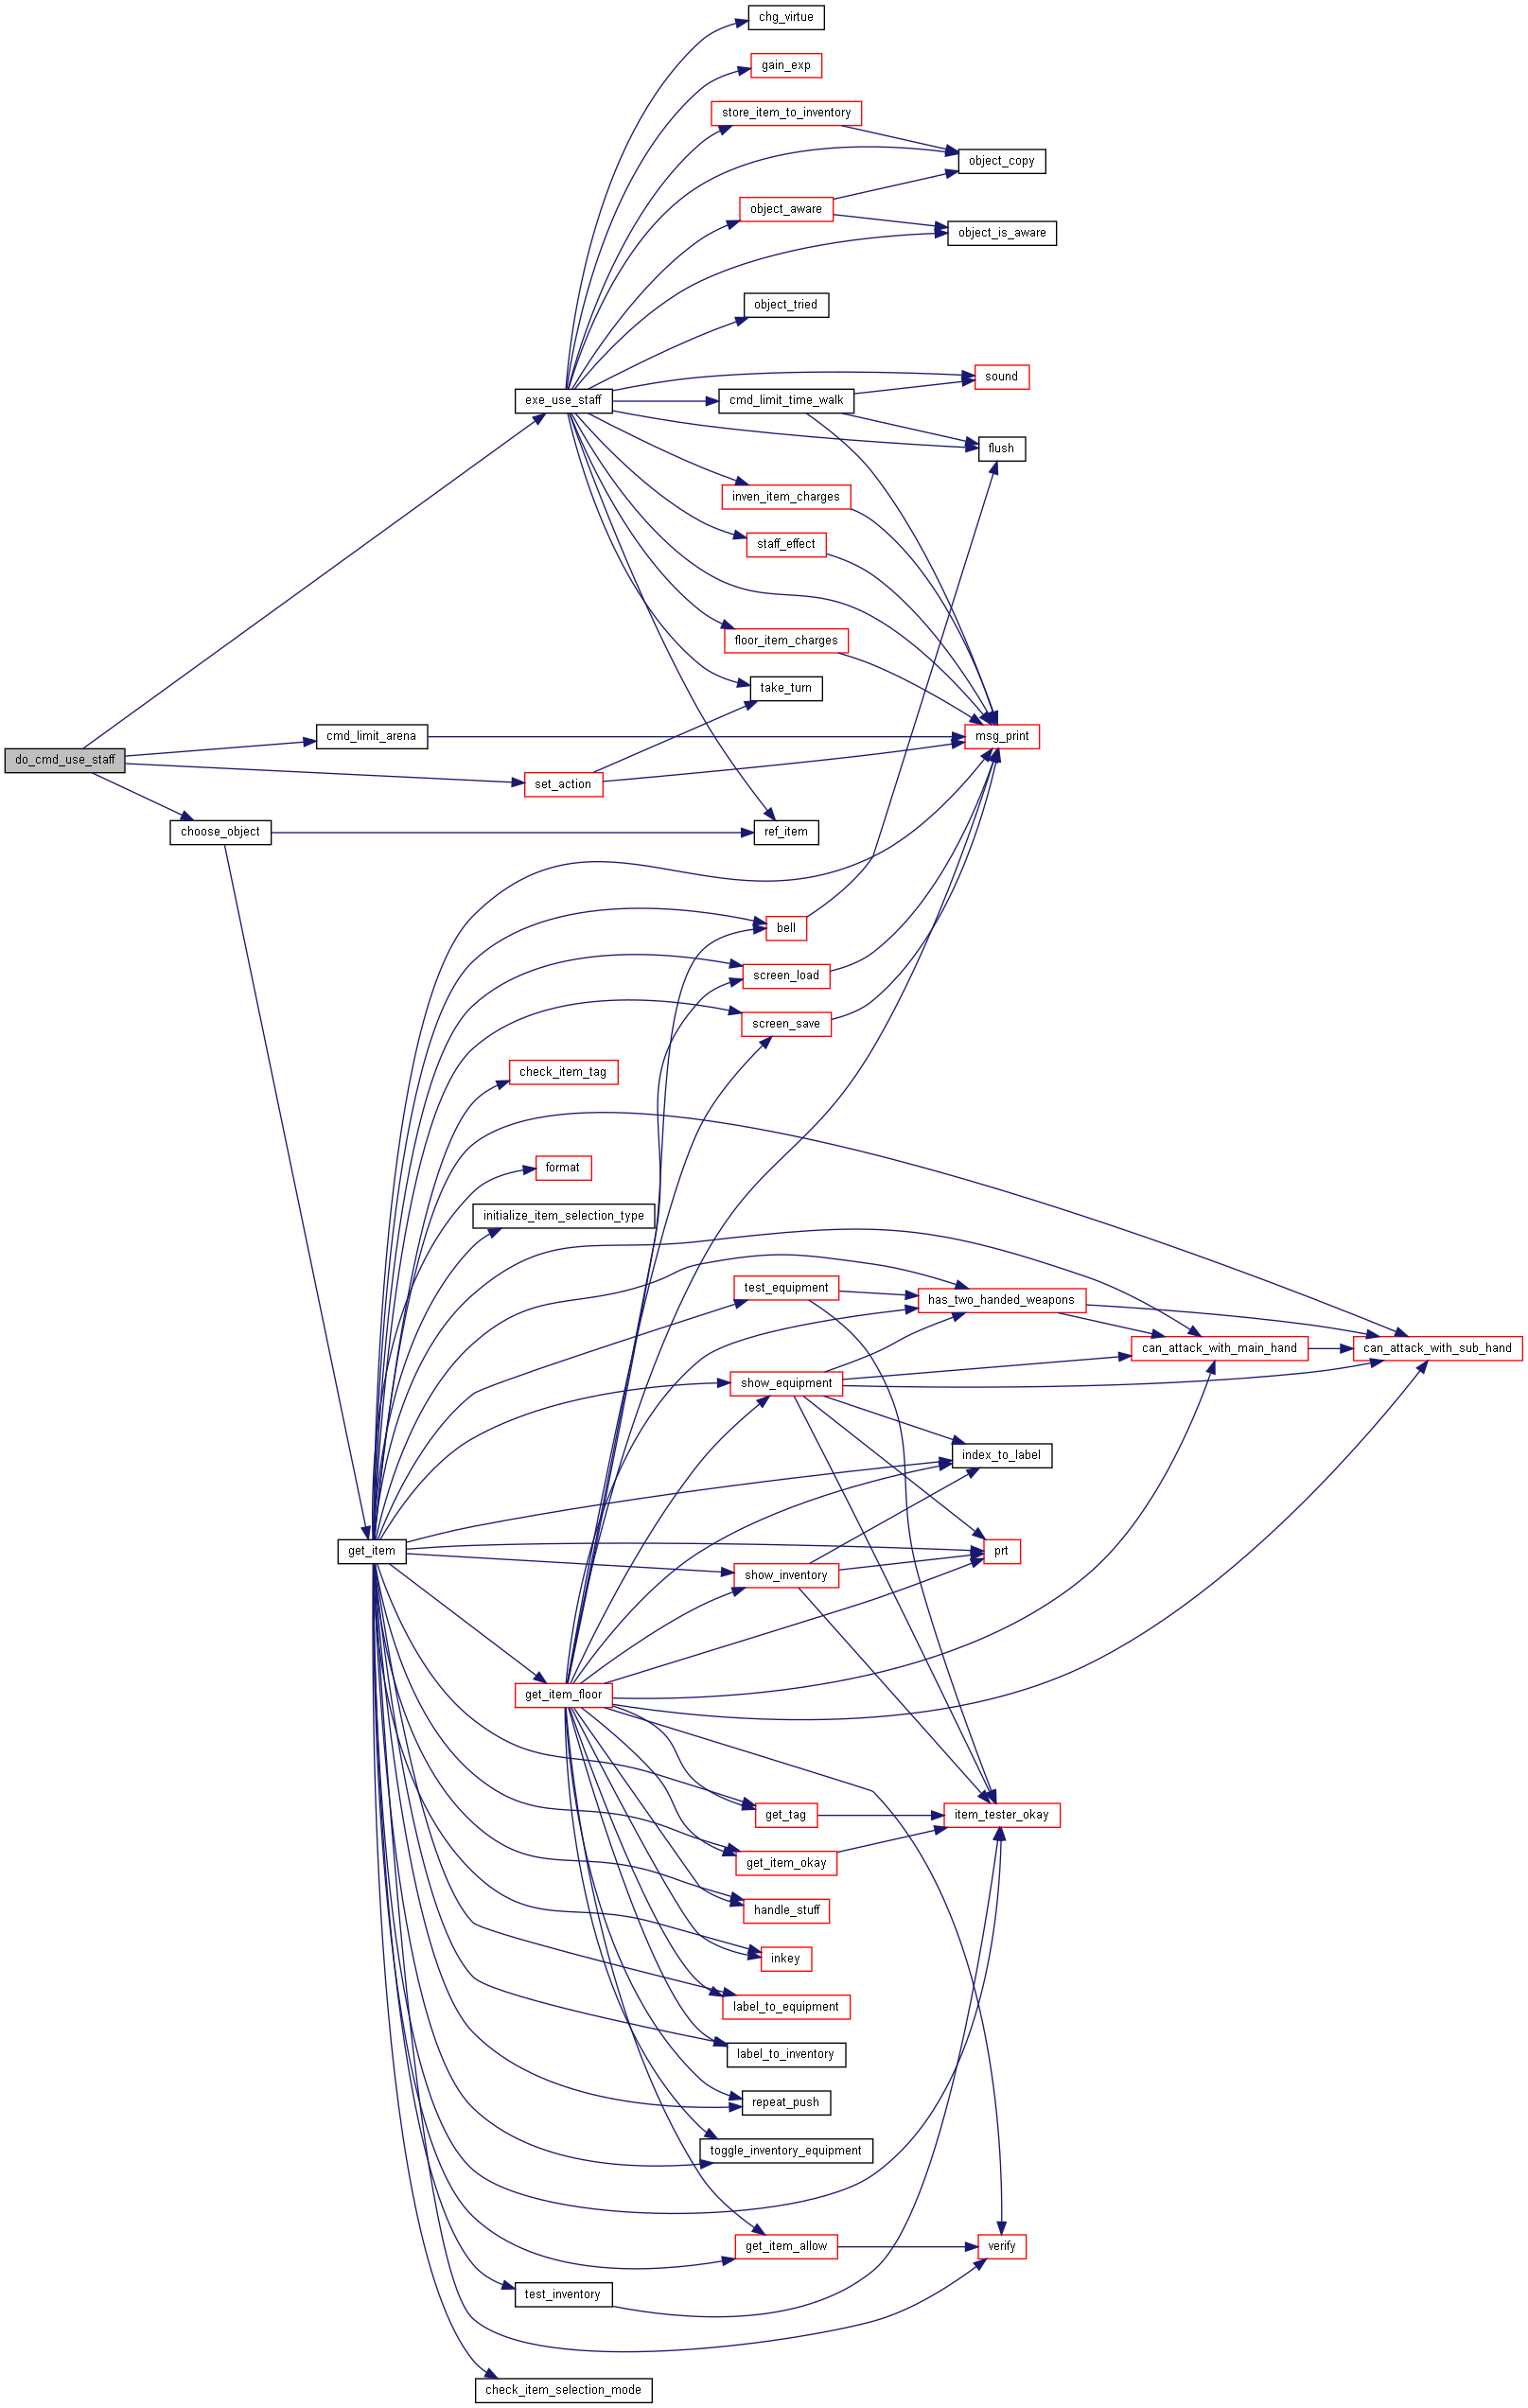 chg_virtue
gain_exp
store_item_to_inventory
object_copy
object_aware
object_is_aware
object_tried
sound
exe_use_staff
cmd_limit_time_walk
flush
inven_item_charges
staff_effect
floor_item_charges
take_turn
cmd_limit_arena
msg_print
do_cmd_use_staff
set_action
choose_object
ref_item
bell
screen_load
screen_save
check_item_tag
format
initialize_item_selection_type
test_equipment
has_two_handed_weapons
can_attack_with_main_hand
can_attack_with_sub_hand
show_equipment
index_to_label
get_item
prt
show_inventory
get_item_floor
get_tag
item_tester_okay
get_item_okay
handle_stuff
inkey
label_to_equipment
label_to_inventory
repeat_push
toggle_inventory_equipment
get_item_allow
verify
test_inventory
check_item_selection_mode